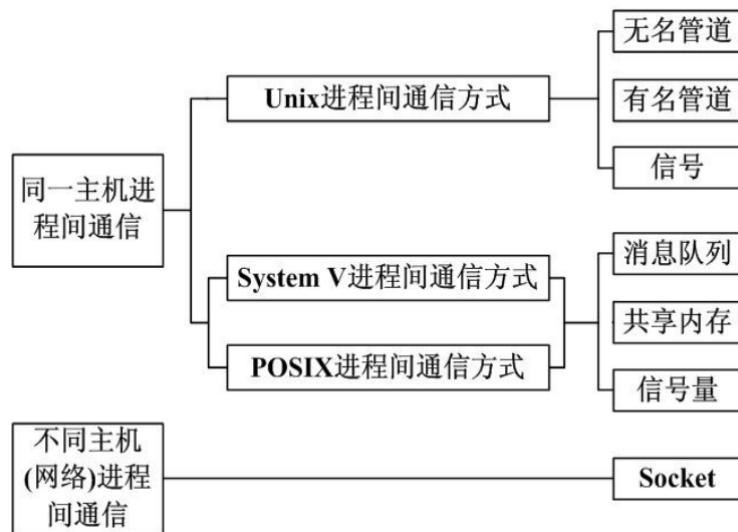 无名管道
Unix进程间通信方式
有名管道
信号
同一主机进
程间通信
消息队列
System V进程间通信方式
共享内存
POSIX进程间通信方式
信号量
不同主机
(网络)进程
间通信
Socket